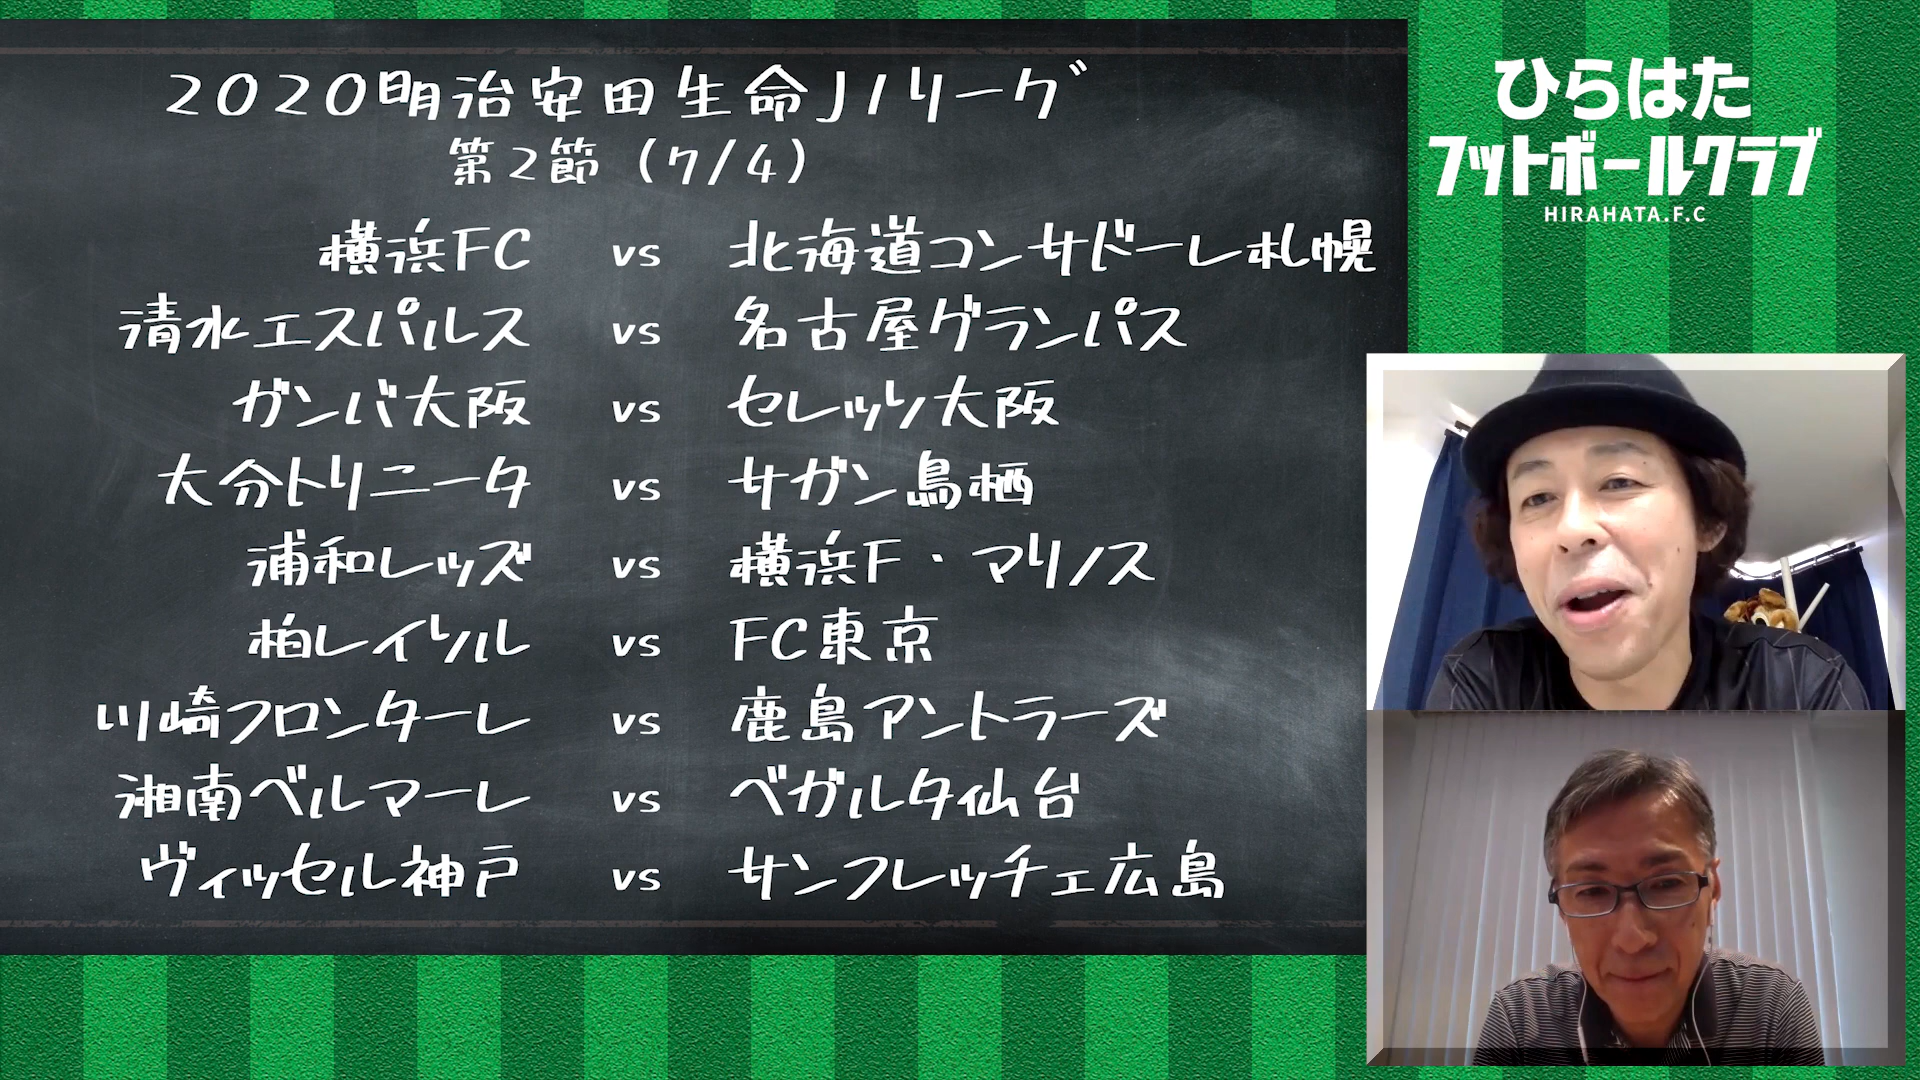 2020明治安田生命J1リーグ
第2節(7/4)
横浜FC vs 北海道コンサドーレ札幌
清水エスパルス vs 名古屋グランパス
ガンバ大阪 vs セレッソ大阪
大分トリニータ vs サガン鳥栖
浦和レッズ vs 横浜F・マリノス
柏レイソル vs FC東京
川崎フロンターレ vs 鹿島アントラーズ
湘南ベルマーレ vs ベガルタ仙台
ヴィッセル神戸 vs サンフレッチェ広島
ひらはた
フットボールクラブ
HIRAHATA.F.C